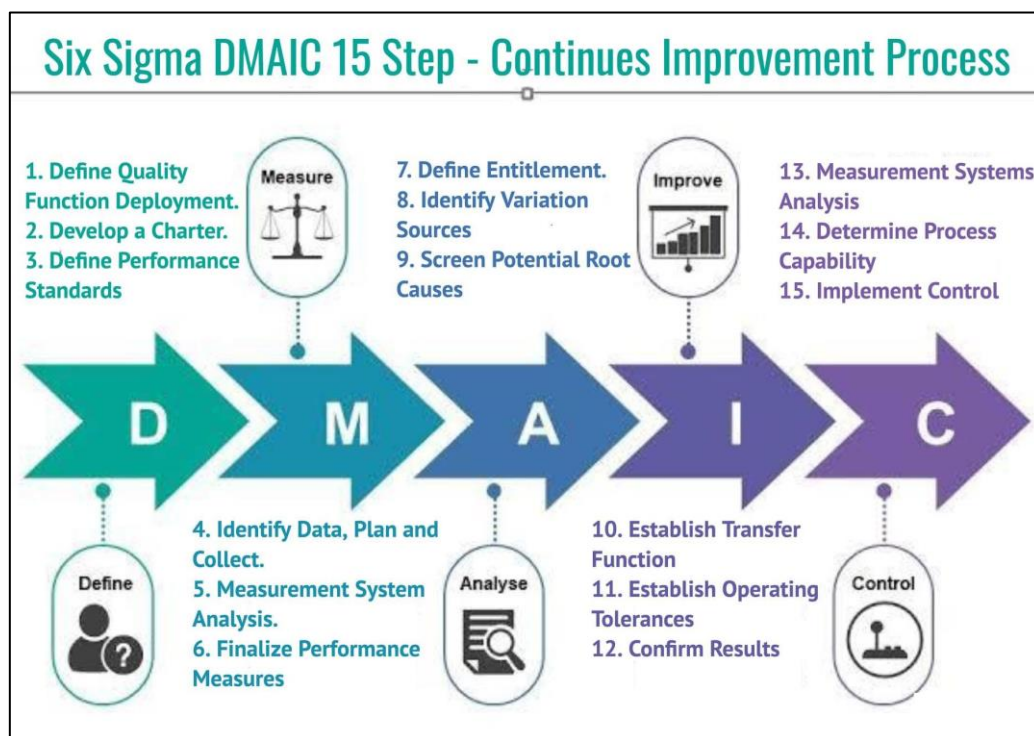 Six Sigma DMAIC 15 Step - Continues Improvement Process
1. Define Quality
Function Deployment.
2. Develop a Charter.
3. Define Performance
Standards
Measure
7. Define Entitlement.
8. Identify Variation
Sources
9. Screen Potential Root
Causes
Improve
13. Measurement Systems
Analysis
14. Determine Process
Capability
15. Implement Control
D
M
A
I
C
Define
4. Identify Data, Plan and
Collect.
5. Measurement System
Analysis.
6. Finalize Performance
Measures
Analyse
10. Establish Transfer
Function
11. Establish Operating
Tolerances
12. Confirm Results
Control